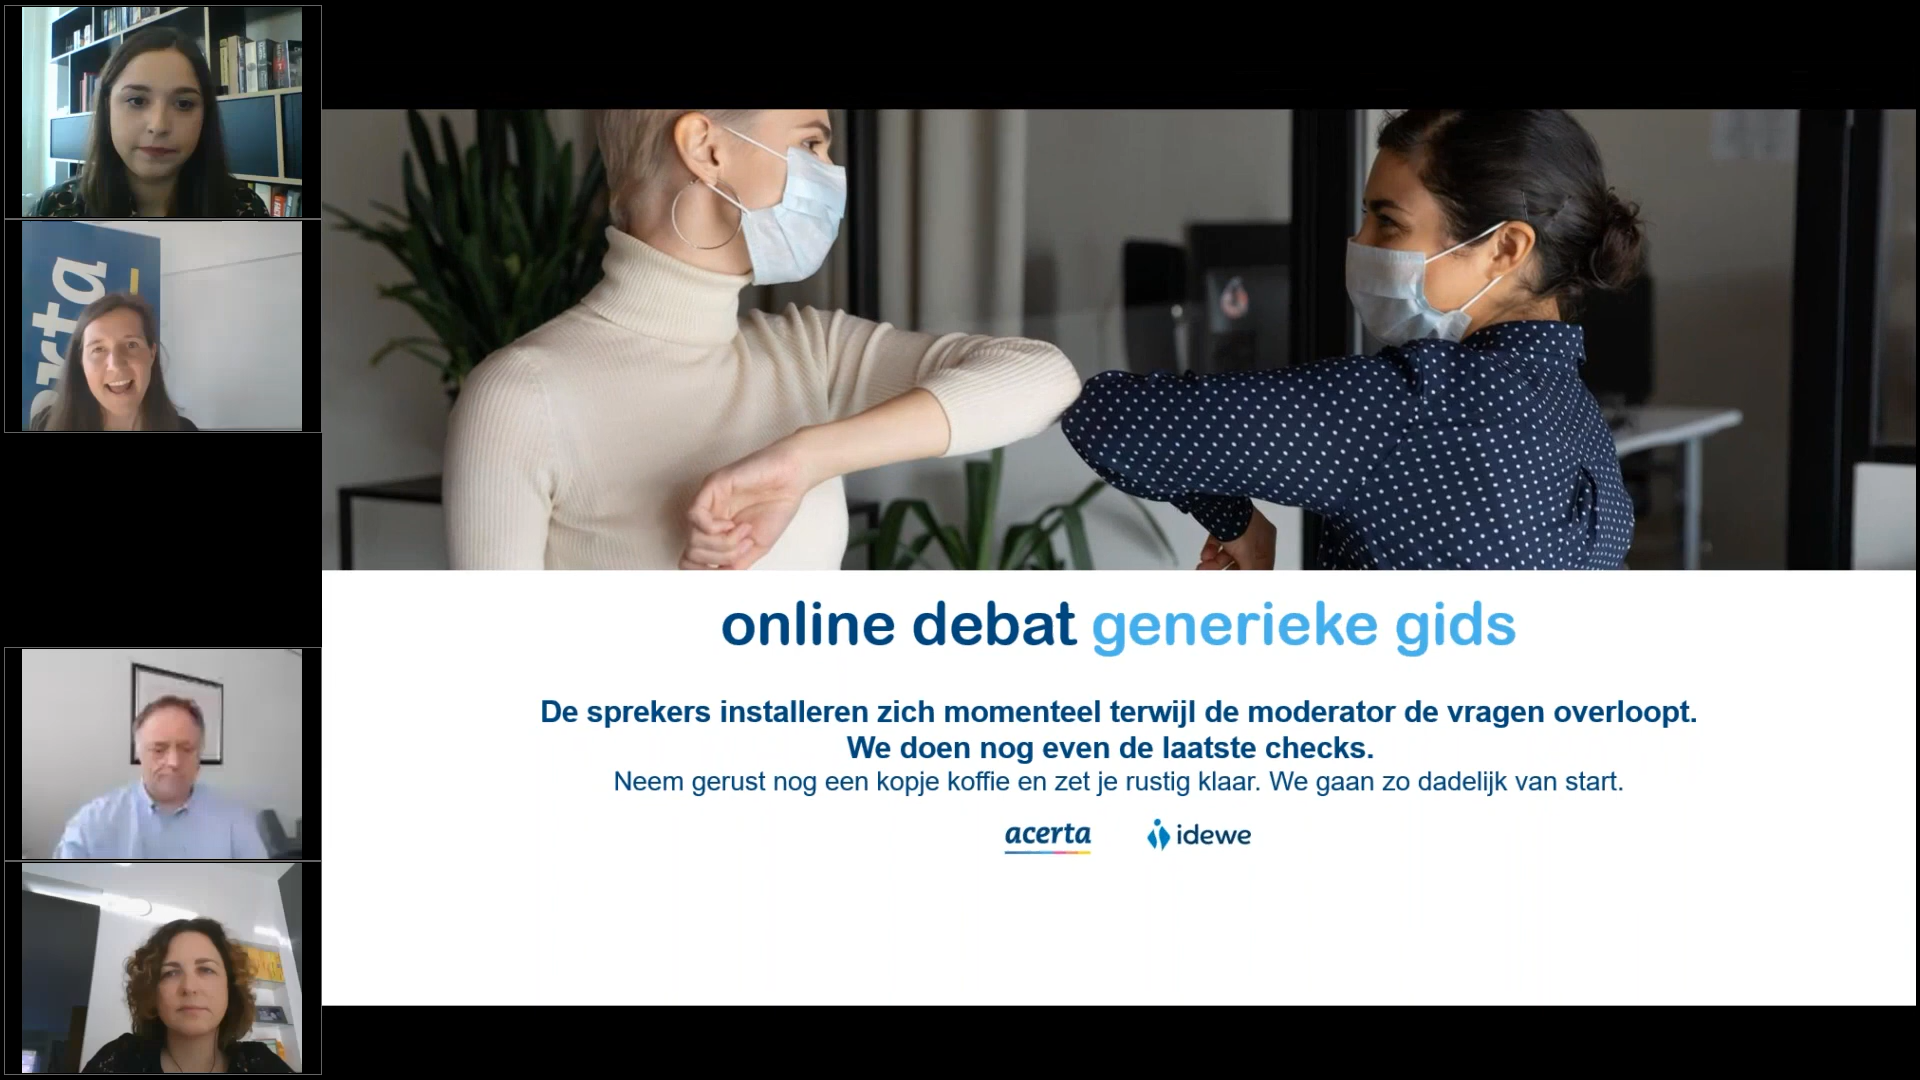 erta
online debat generieke gids
De sprekers installeren zich momenteel terwijl de moderator de vragen overloopt.
We doen nog even de laatste checks.
Neem gerust nog een kopje koffie en zet je rustig klaar. We gaan zo dadelijk van start.
acerta
idewe